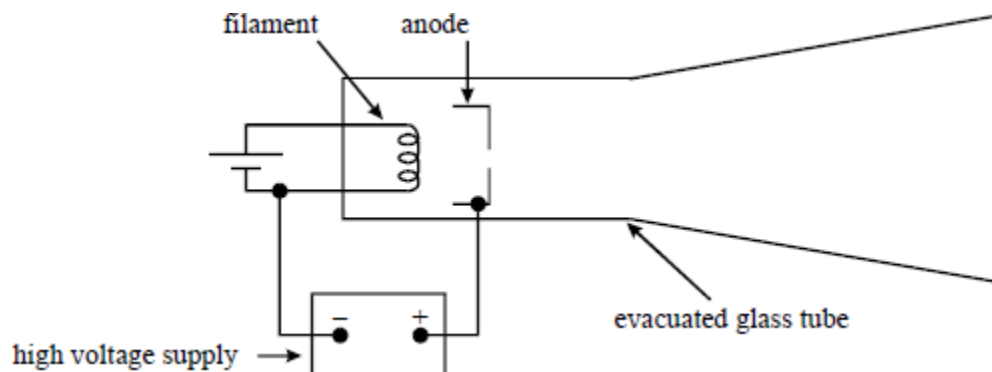 filament
anode
evacuated glass tube
− +
high voltage supply